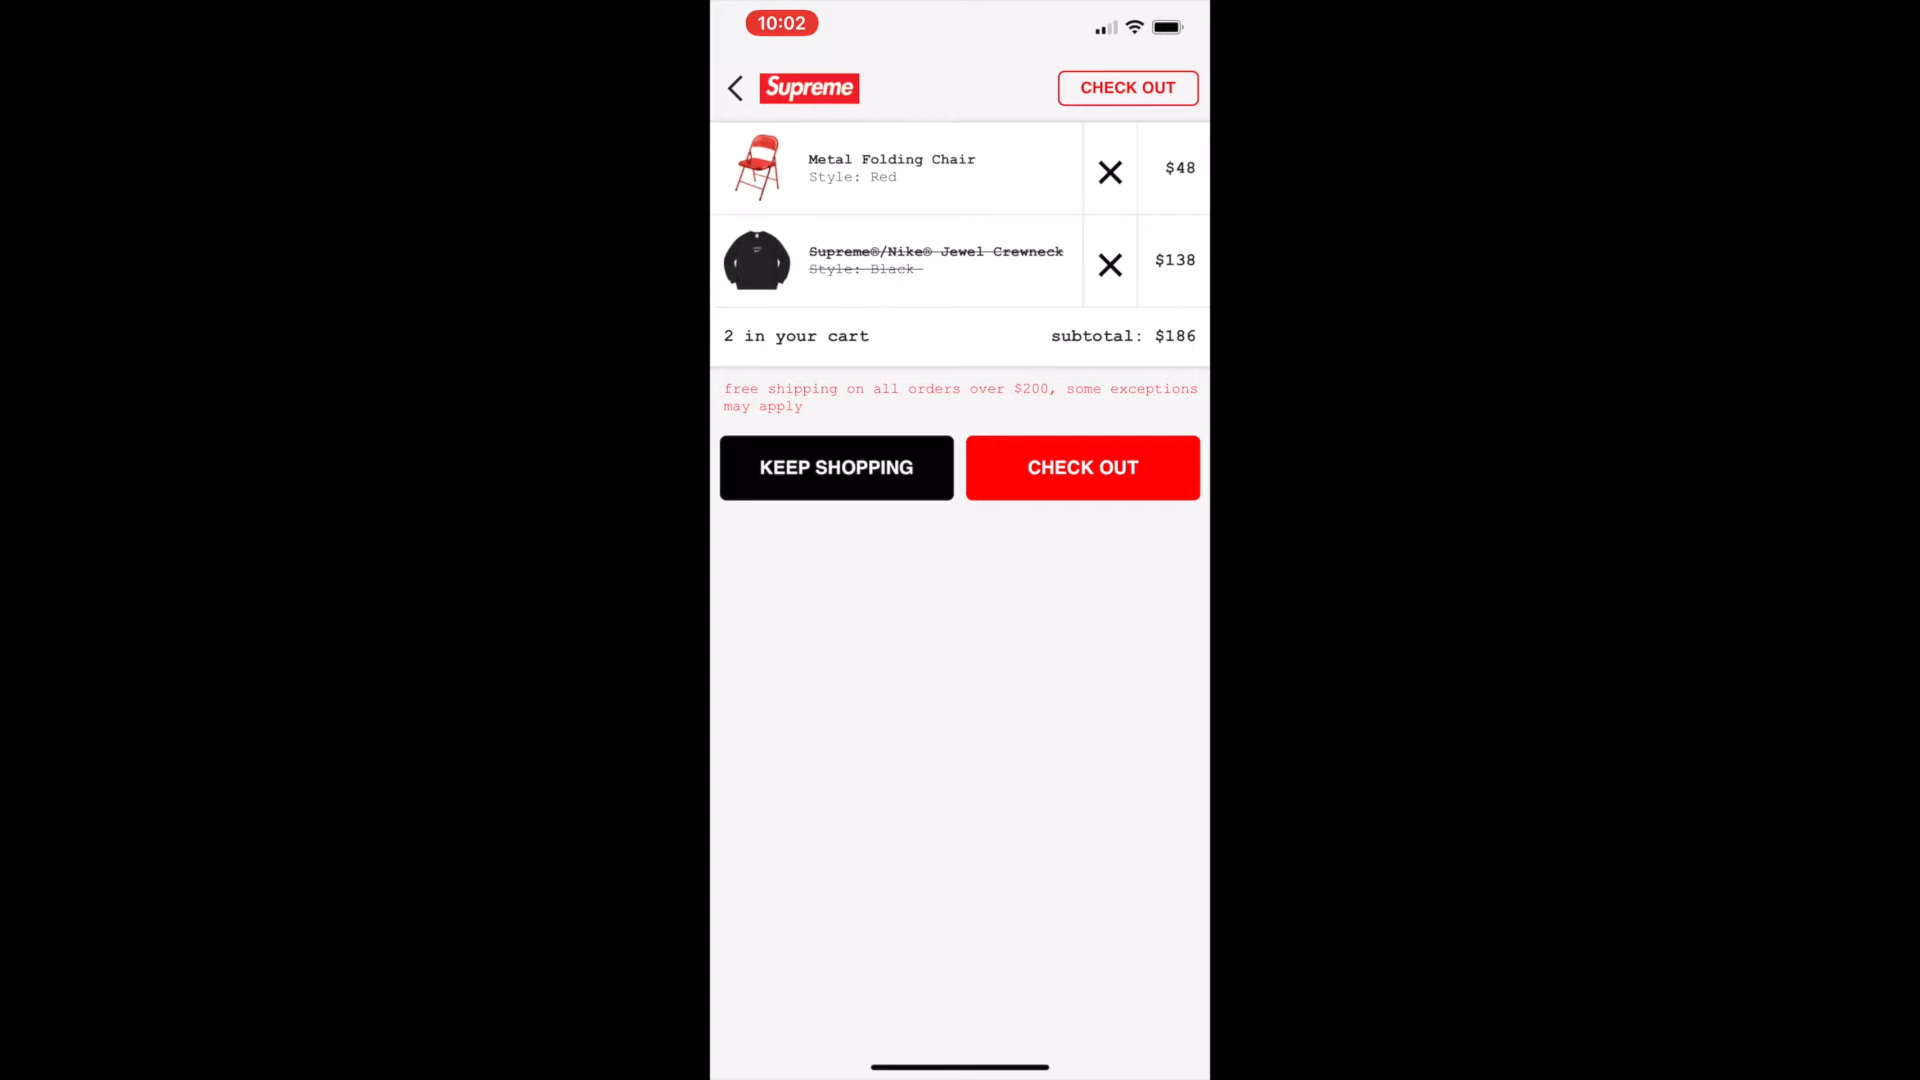 10:02
Supreme
CHECK OUT
Metal Folding Chair
Style: Red
$48
Supreme®/Nike® Jewel Crewneck
Style: Black
$138
2 in your cart
subtotal: $186
free shipping on all orders over $200, some exceptions
may apply
KEEP SHOPPING
CHECK OUT